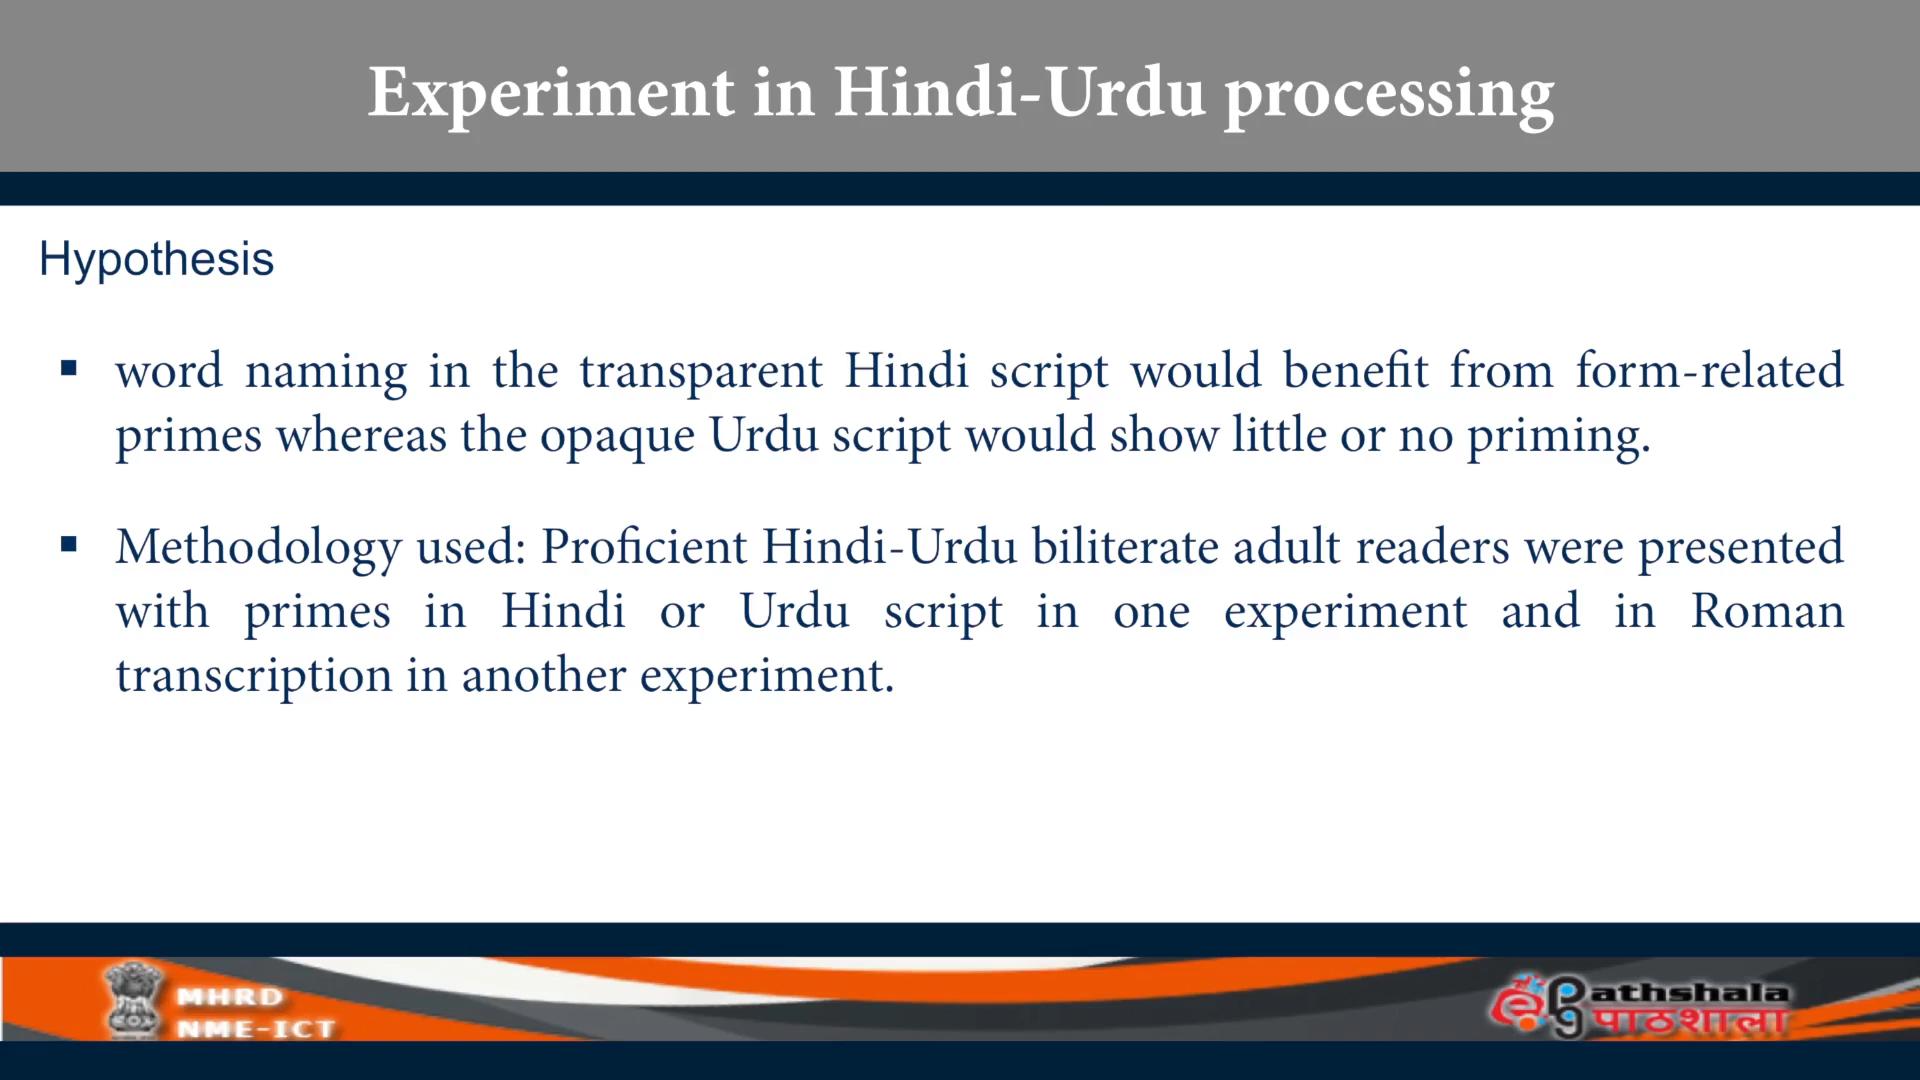 Experiment in Hindi-Urdu processing
Hypothesis
▪ word naming in the transparent Hindi script would benefit from form-related
primes whereas the opaque Urdu script would show little or no priming.
▪ Methodology used: Proficient Hindi-Urdu biliterate adult readers were presented
with primes in Hindi or Urdu script in one experiment and in Roman
transcription in another experiment.
MHRD
NME-ICT
epg
athshala
पाठशाला